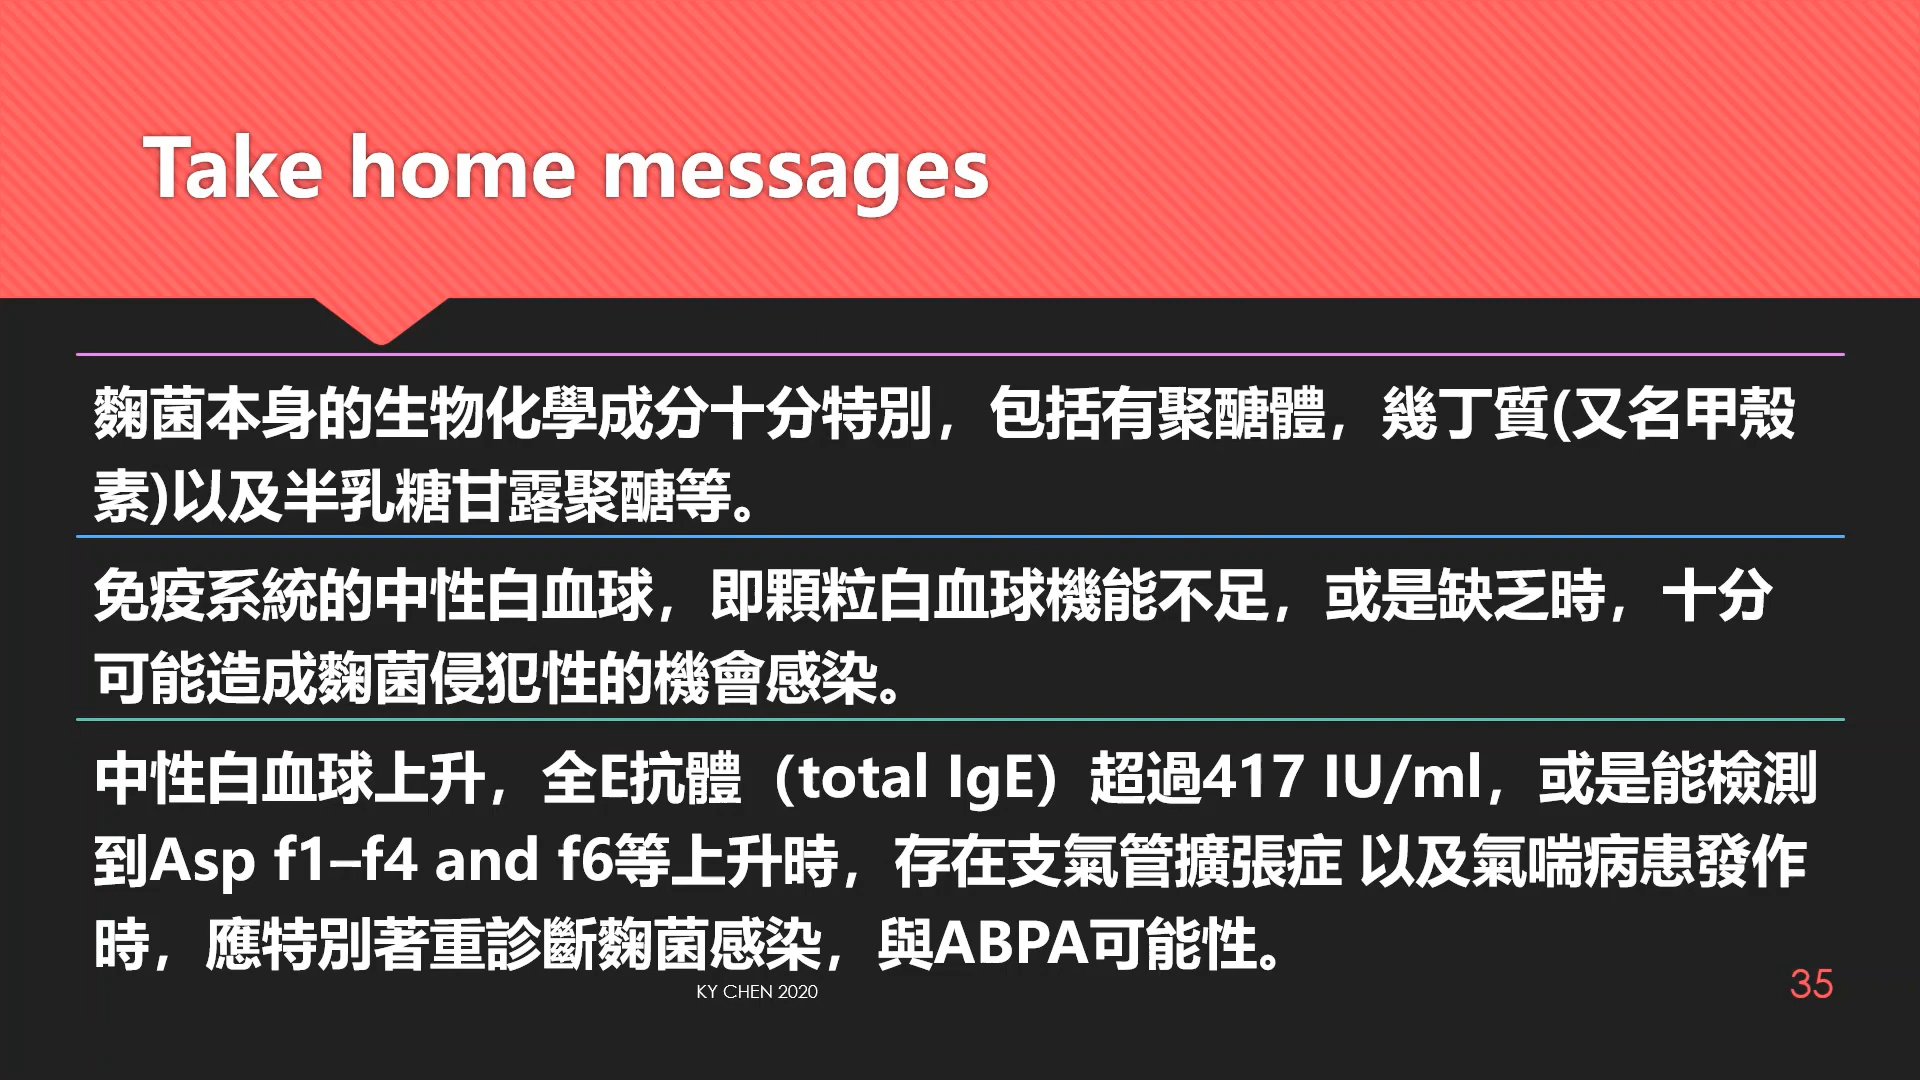 Take home messages
麴菌本身的生物化學成分十分特別，包括有聚醣體，幾丁質(又名甲殼
素)以及半乳糖甘露聚醣等。
免疫系統的中性白血球，即顆粒白血球機能不足，或是缺乏時，十分
可能造成麴菌侵犯性的機會感染。
中性白血球上升，全E抗體（total IgE）超過417 IU/ml，或是能檢測
到Asp f1–f4 and f6等上升時，存在支氣管擴張症 以及氣喘病患發作
時，應特別著重診斷麴菌感染，與ABPA可能性。
KY CHEN 2020
35